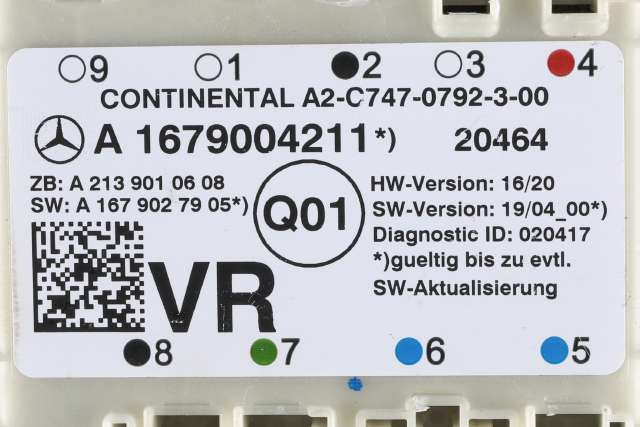 9 1 2 3 4
CONTINENTAL A2-C747-0792-3-00
A 1679004211*) 20464
ZB: A 213 901 06 08
SW: A 167 902 79 05*)
Q01
HW-Version: 16/20
SW-Version: 19/04_00*)
Diagnostic ID: 020417
*)gueltig bis zu evtl.
SW-Aktualisierung
VR
8 7 6 5